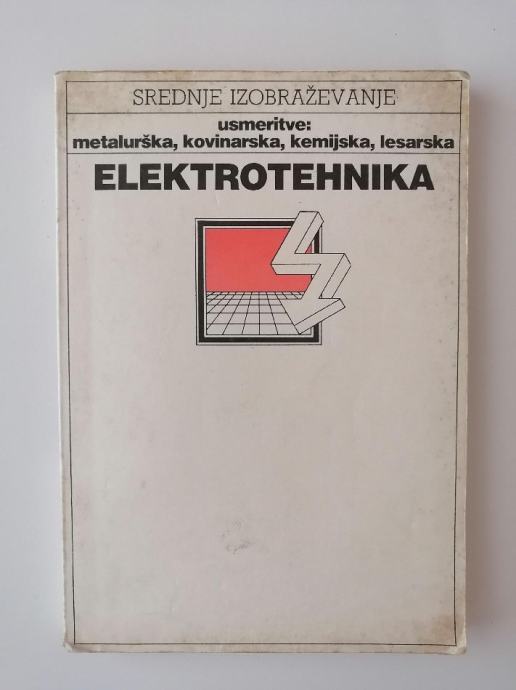 SREDNJE IZOBRAŽEVANJE
usmeritve:
metalurška, kovinarska, kemijska, lesarska
ELEKTROTEHNIKA